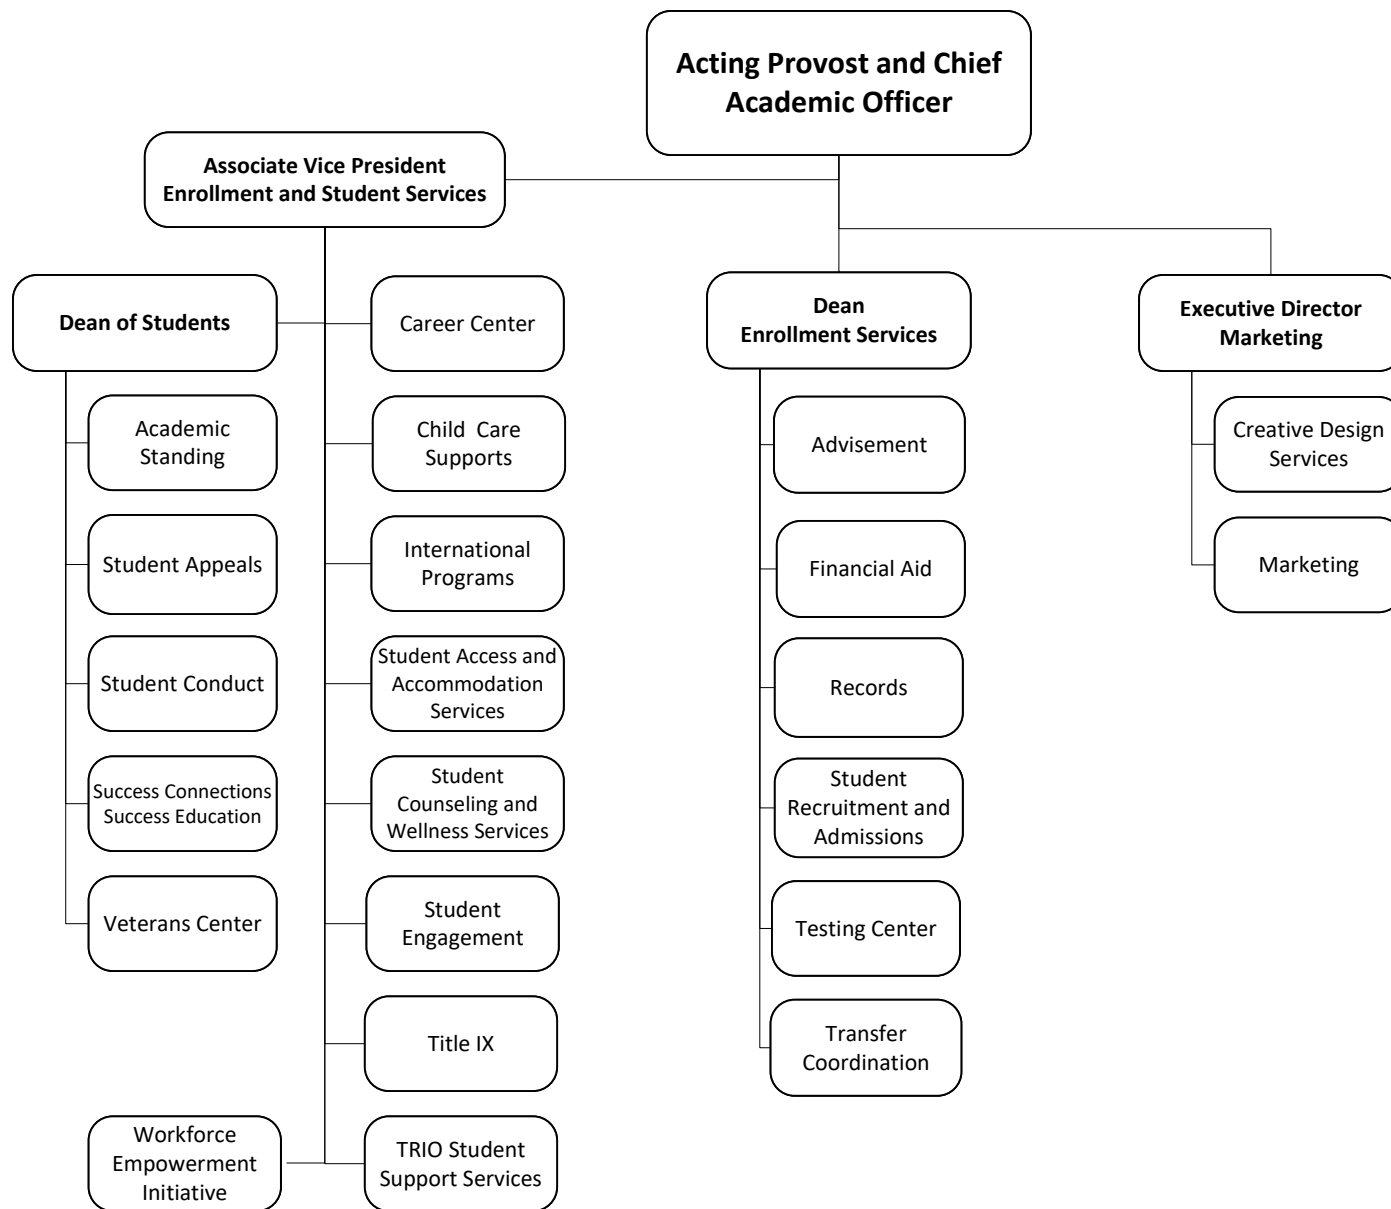 Acting Provost and Chief
Academic Officer
Associate Vice President
Enrollment and Student Services
Dean of Students
Career Center
Dean
Enrollment Services
Executive Director
Marketing
Academic
Standing
Child  Care
Supports
Advisement
Creative Design
Services
Student Appeals
International
Programs
Financial Aid
Marketing
Student Conduct
Student Access and
Accommodation
Services
Records
Success Connections
Success Education
Student
Counseling and
Wellness Services
Student
Recruitment and
Admissions
Veterans Center
Student
Engagement
Testing Center
Title IX
Transfer
Coordination
Workforce
Empowerment
Initiative
TRIO Student
Support Services